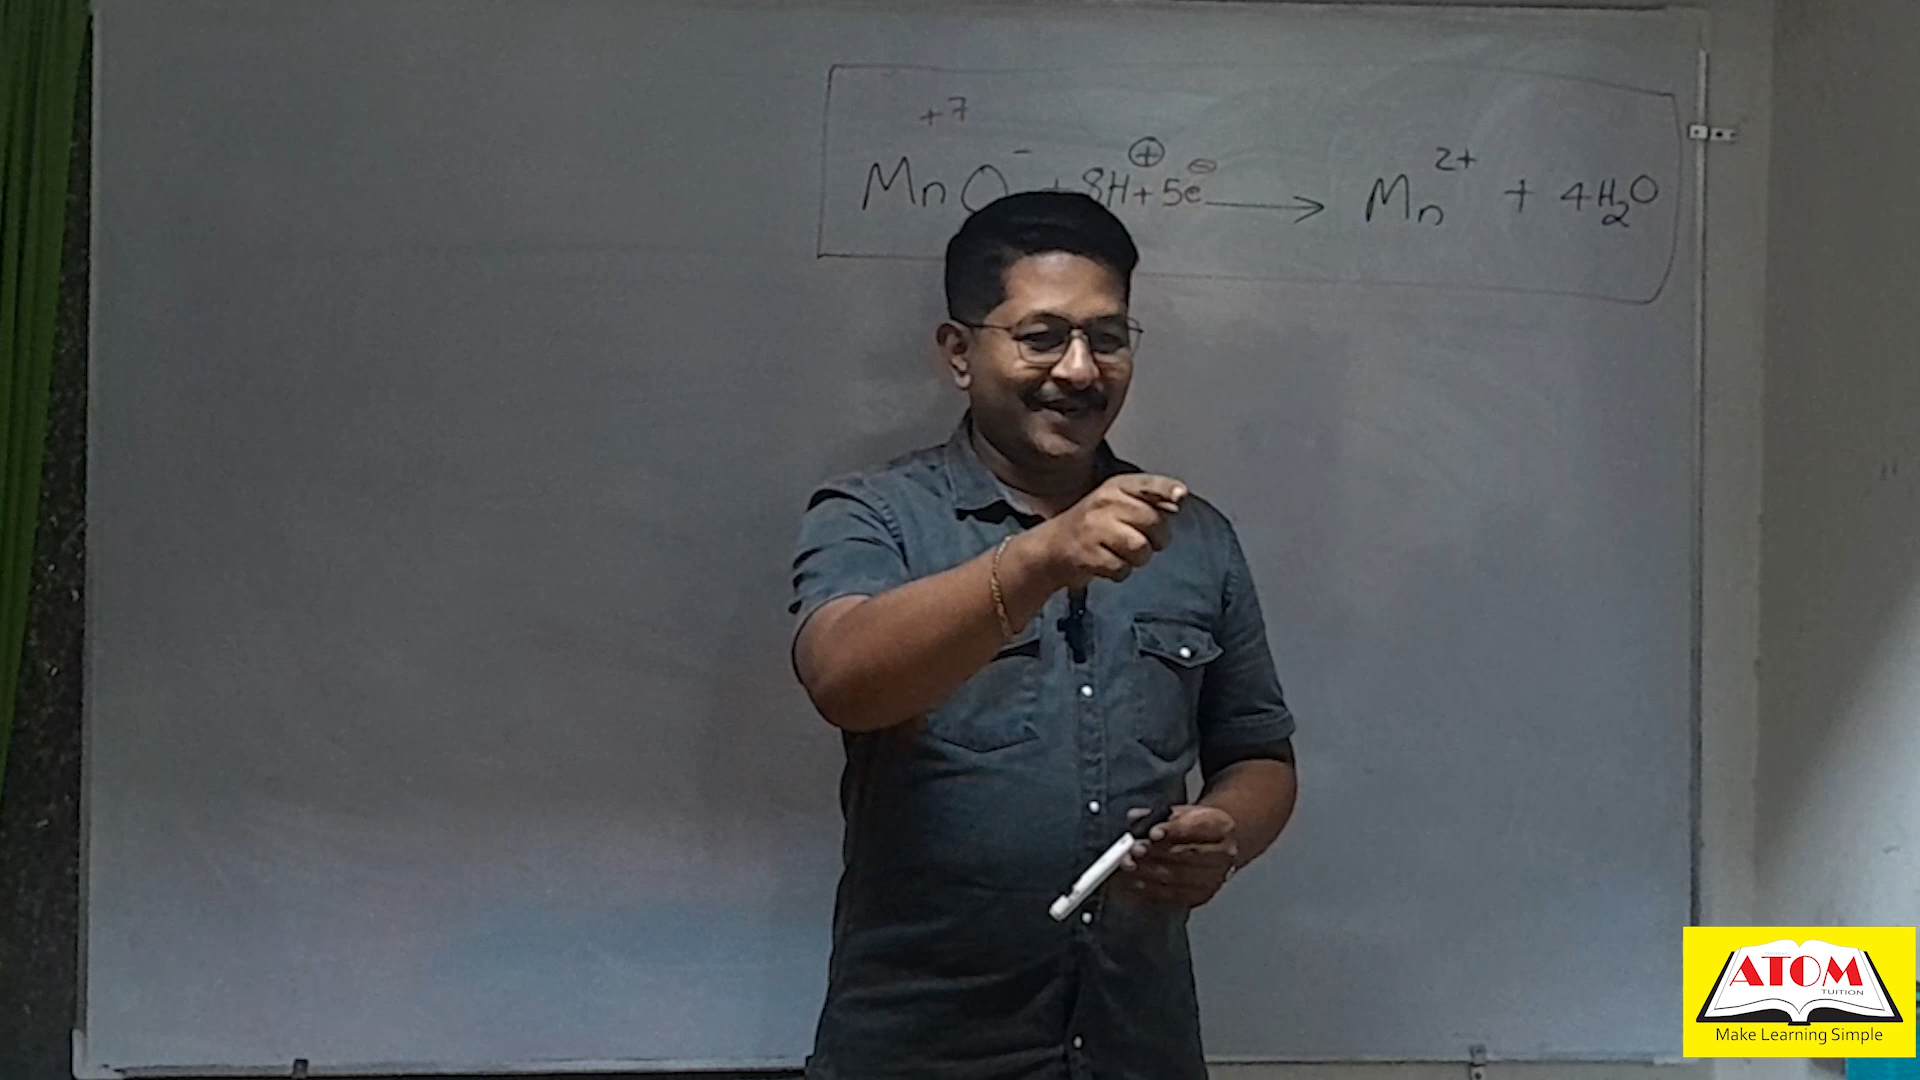 +7
MnO⁻ + 8H⊕ + 5e⊖ → Mn²⁺ + 4H₂O
ATOM
TUITION
Make Learning Simple